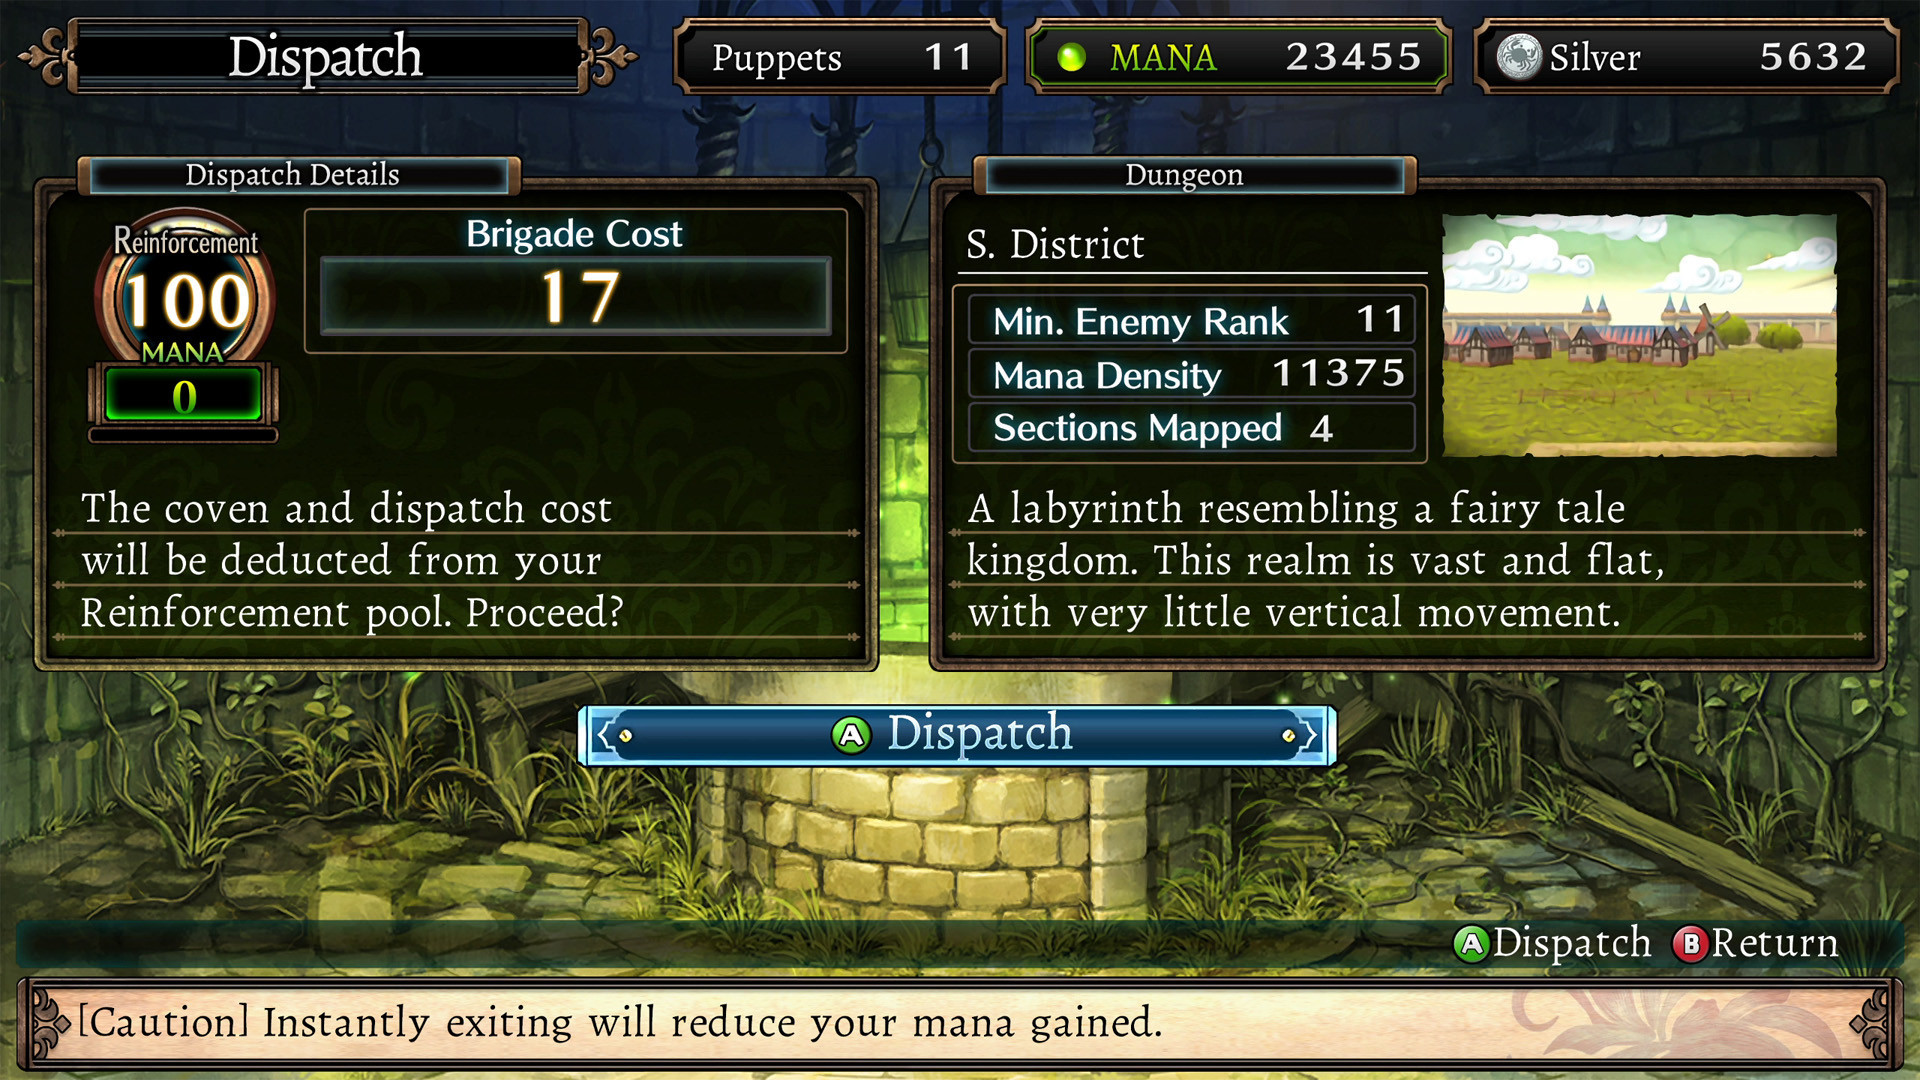 Dispatch
Puppets 11
MANA 23455
Silver 5632
Dispatch Details
Reinforcement
100
MANA
0
Brigade Cost
17
The coven and dispatch cost
will be deducted from your
Reinforcement pool. Proceed?
Dungeon
S. District
Min. Enemy Rank 11
Mana Density 11375
Sections Mapped 4
A labyrinth resembling a fairy tale
kingdom. This realm is vast and flat,
with very little vertical movement.
A Dispatch
A Dispatch B Return
[Caution] Instantly exiting will reduce your mana gained.